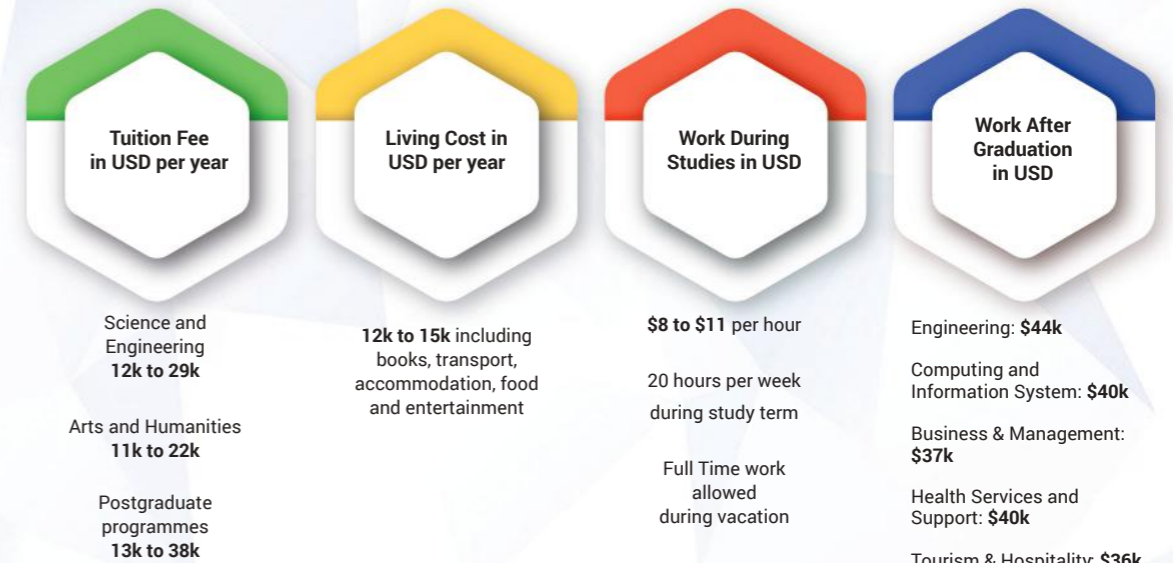 Tuition Fee
in USD per year
Science and
Engineering
12k to 29k
Arts and Humanities
11k to 22k
Postgraduate
programmes
13k to 38k
Living Cost in
USD per year
12k to 15k including
books, transport,
accommodation, food
and entertainment
Work During
Studies in USD
$8 to $11 per hour
20 hours per week
during study term
Full Time work
allowed
during vacation
Work After
Graduation
in USD
Engineering: $44k
Computing and
Information System: $40k
Business & Management:
$37k
Health Services and
Support: $40k
Tourism & Hospitality: $36k